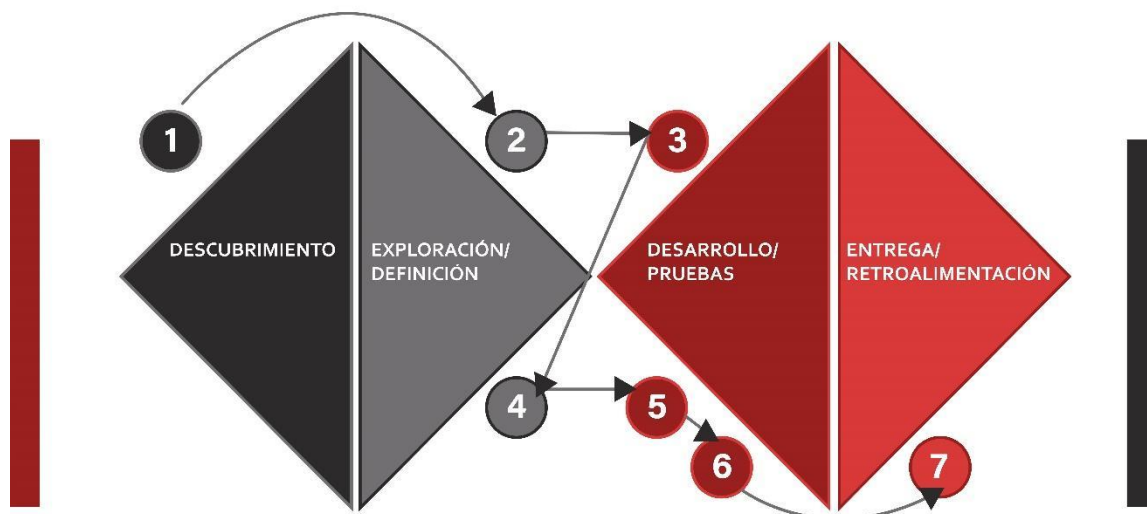 1
2
3
DESCUBRIMIENTO
EXPLORACIÓN/
DEFINICIÓN
DESARROLLO/
PRUEBAS
ENTREGA/
RETROALIMENTACIÓN
4
5
6
7